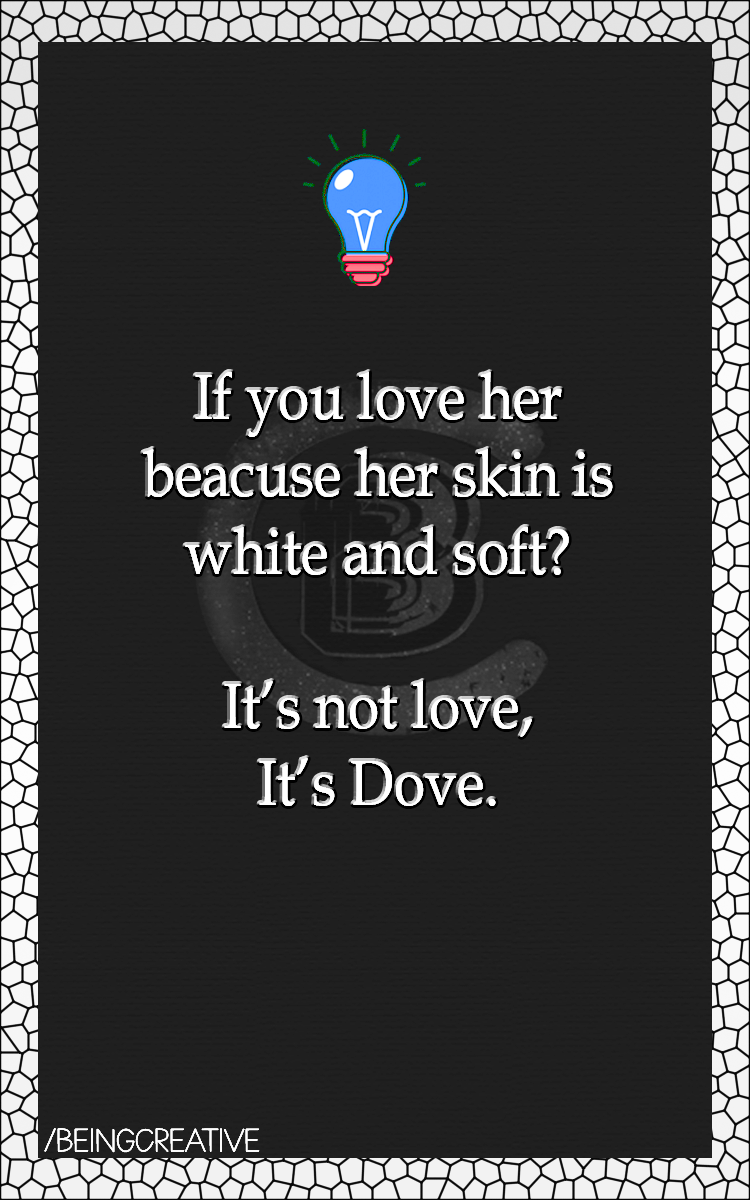 If you love her
beacuse her skin is
white and soft?
It's not love,
It's Dove.
/BEINGCREATIVE